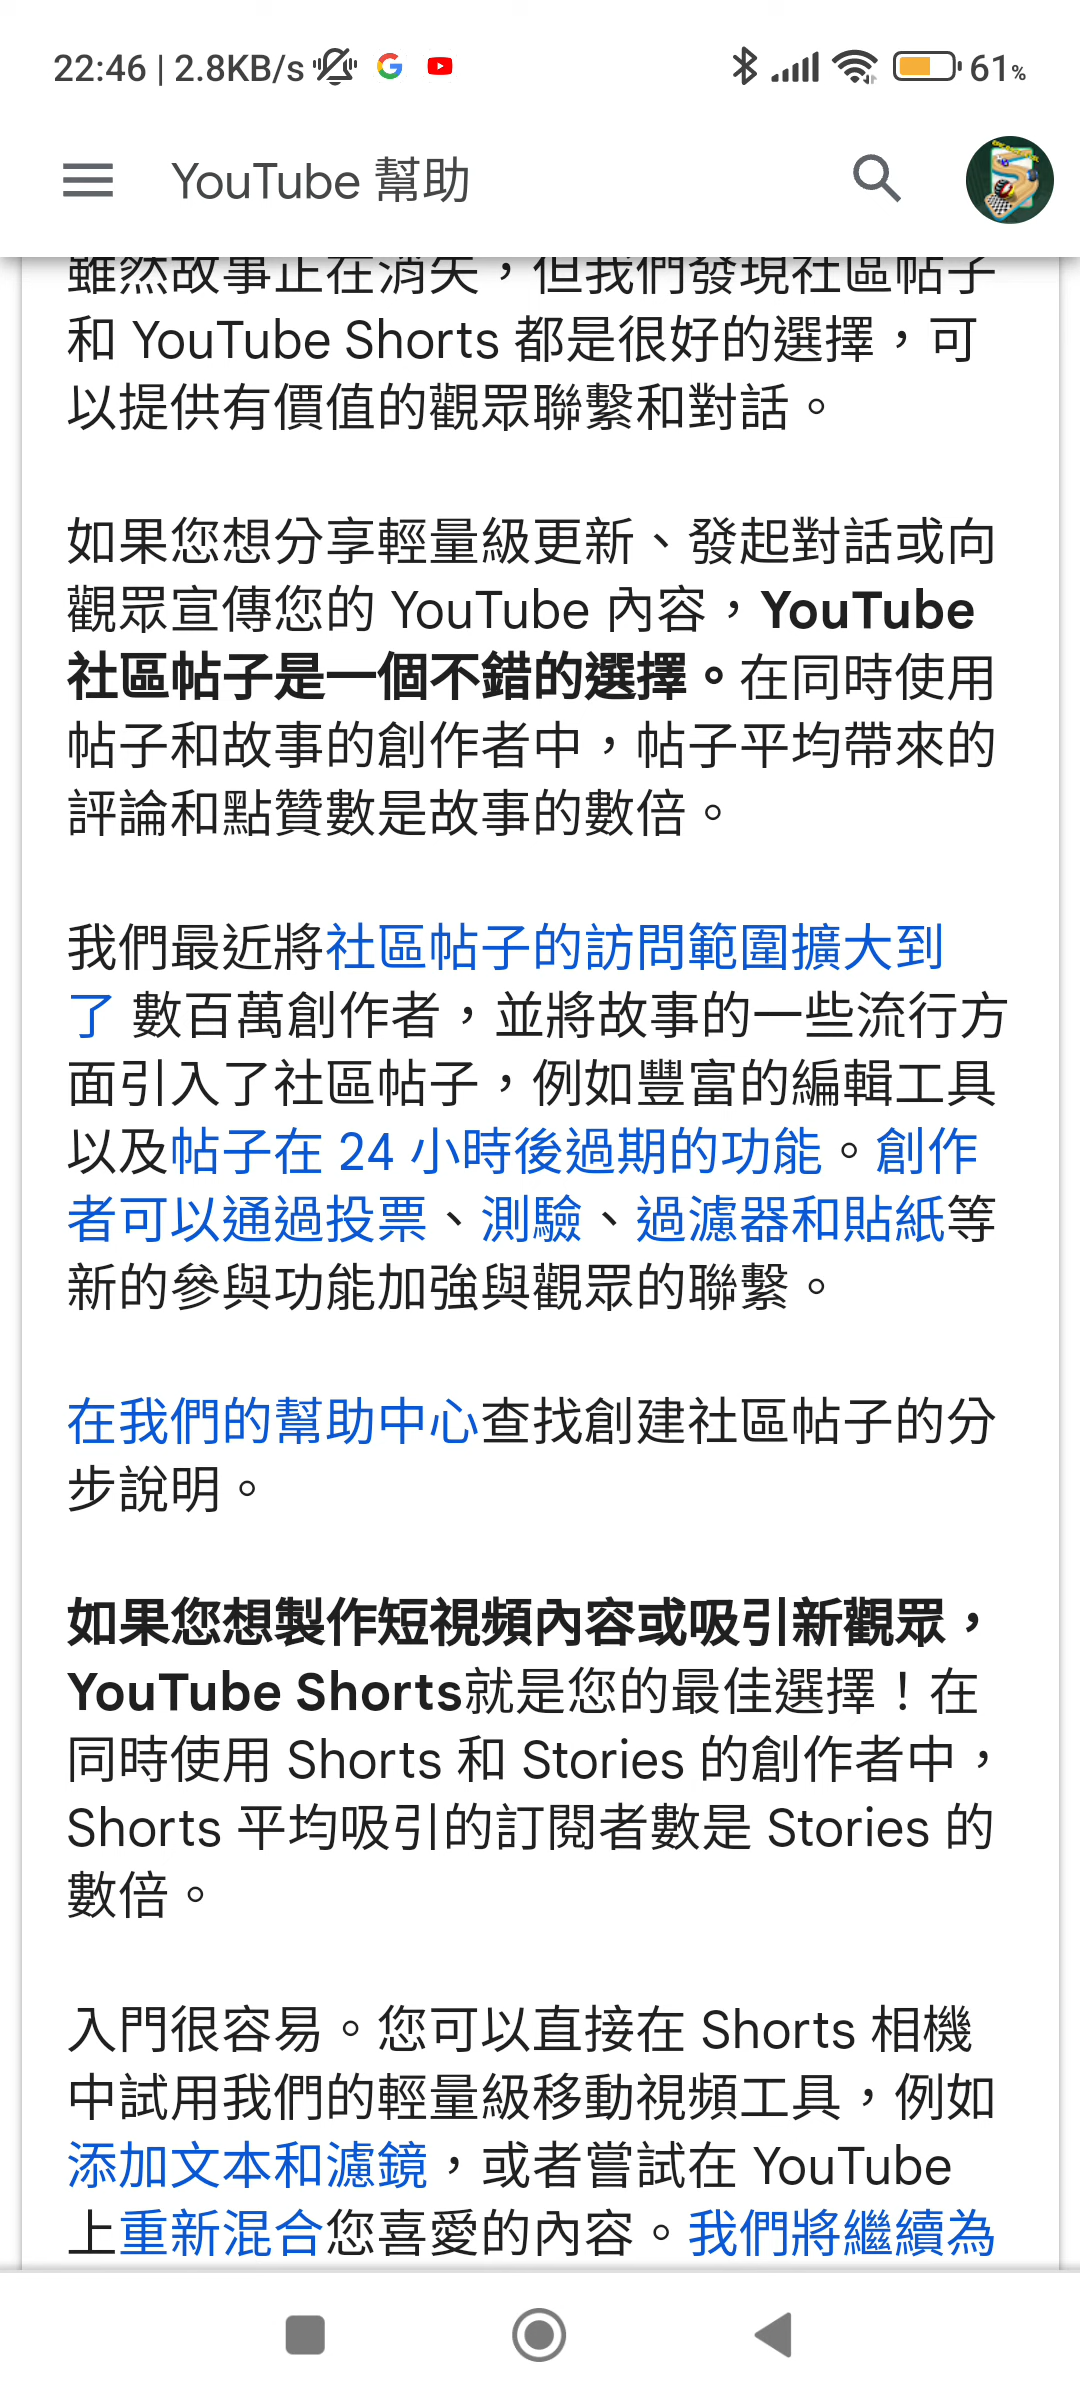 22:46 | 2.8KB/s
61%
YouTube 幫助
雖然故事正在消失，但我們發現社區帖子
和 YouTube Shorts 都是很好的選擇，可
以提供有價值的觀眾聯繫和對話。
如果您想分享輕量級更新、發起對話或向
觀眾宣傳您的 YouTube 內容，YouTube
社區帖子是一個不錯的選擇。在同時使用
帖子和故事的創作者中，帖子平均帶來的
評論和點贊數是故事的數倍。
我們最近將社區帖子的訪問範圍擴大到
了 數百萬創作者，並將故事的一些流行方
面引入了社區帖子，例如豐富的編輯工具
以及帖子在 24 小時後過期的功能。創作
者可以通過投票、測驗、過濾器和貼紙等
新的參與功能加強與觀眾的聯繫。
在我們的幫助中心查找創建社區帖子的分
步說明。
如果您想製作短視頻內容或吸引新觀眾，
YouTube Shorts就是您的最佳選擇！在
同時使用 Shorts 和 Stories 的創作者中，
Shorts 平均吸引的訂閱者數是 Stories 的
數倍。
入門很容易。您可以直接在 Shorts 相機
中試用我們的輕量級移動視頻工具，例如
添加文本和濾鏡，或者嘗試在 YouTube
上重新混合您喜愛的內容。我們將繼續為